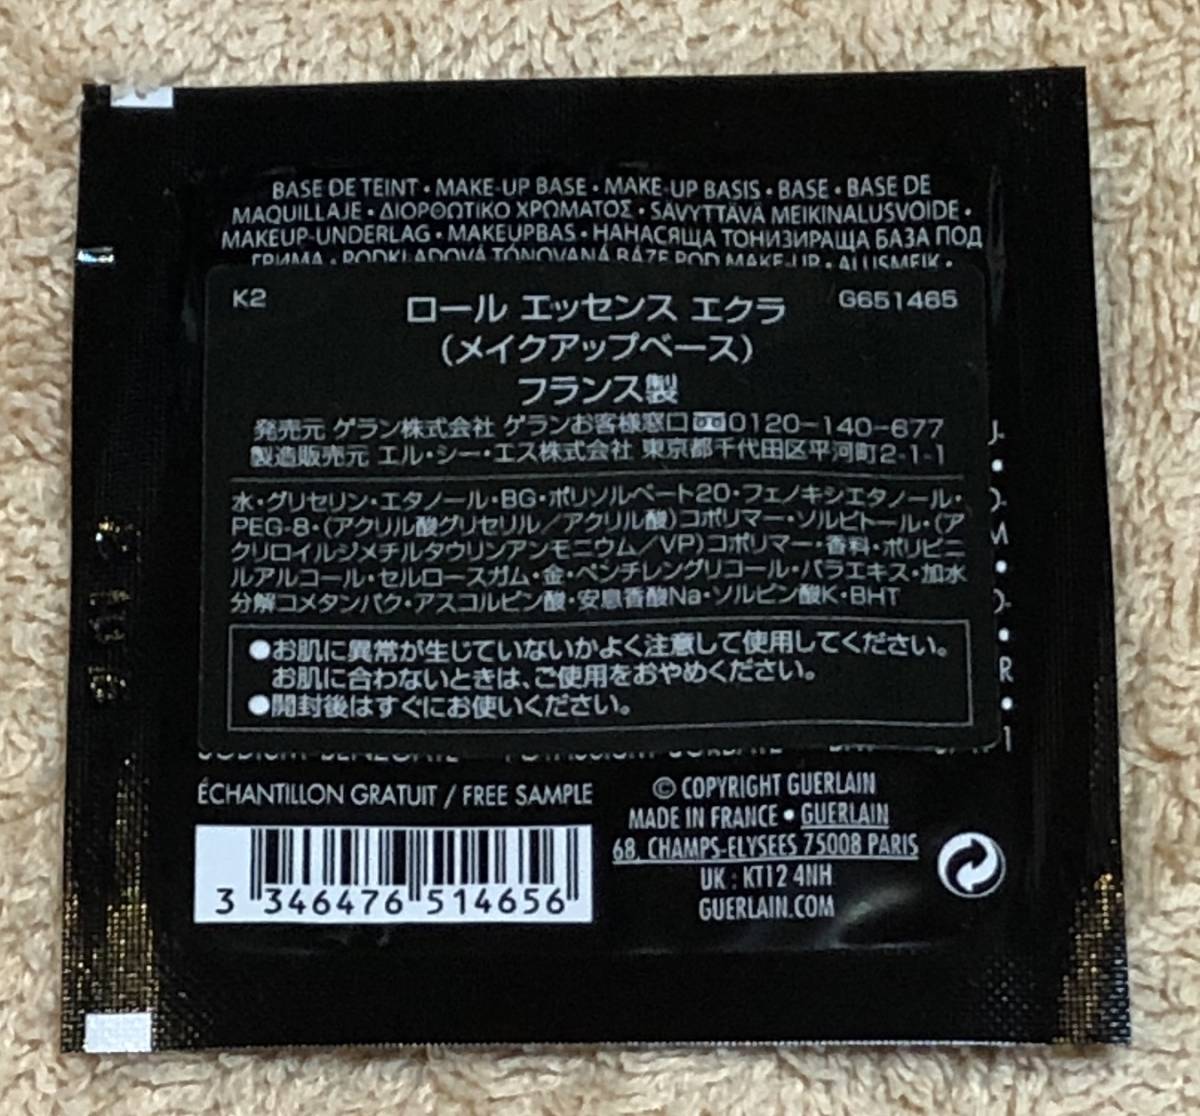 BASE DE TEINT • MAKE-UP BASE • MAKE-UP BASIS • BASE • BASE DE
MAQUILLAJE • ΔΙΟΡΘΩΤΙΚΟ ΧΡΩΜΑΤΟΣ • SÄVYTTÄVÄ MEIKINALUSVOIDE •
MAKEUP-UNDERLAG • MAKEUPBAS • НАНАСЯЩА ТОНИЗИРАЩА БАЗА ПОД
ГРИМА • PODKLADOVÁ TÓNOVANÁ BÁZE POD MAKE-UP • ALUSMEIK •
K2
ロール エッセンス エクラ
G651465
(メイクアップベース)
フランス製
発売元 ゲラン株式会社 ゲランお客様窓口 0120-140-677
製造販売元 エル・シー・エス株式会社 東京都千代田区平河町2-1-1
水・グリセリン・エタノール・BG・ポリソルベート20・フェノキシエタノール・
PEG-8・(アクリル酸グリセリル/アクリル酸)コポリマー・ソルビトール・(ア
クリロイルジメチルタウリンアンモニウム/VP)コポリマー・香料・ポリビニ
ルアルコール・セルロースガム・金・ペンチレングリコール・バラエキス・加水
分解コメタンパク・アスコルビン酸・安息香酸Na・ソルビン酸K・BHT
●お肌に異常が生じていないかよく注意して使用してください。
お肌に合わないときは、ご使用をおやめください。
●開封後はすぐにお使いください。
ÉCHANTILLON GRATUIT / FREE SAMPLE
3 346476 514656
© COPYRIGHT GUERLAIN
MADE IN FRANCE • GUERLAIN
68, CHAMPS-ELYSEES 75008 PARIS
UK : KT12 4NH
GUERLAIN.COM